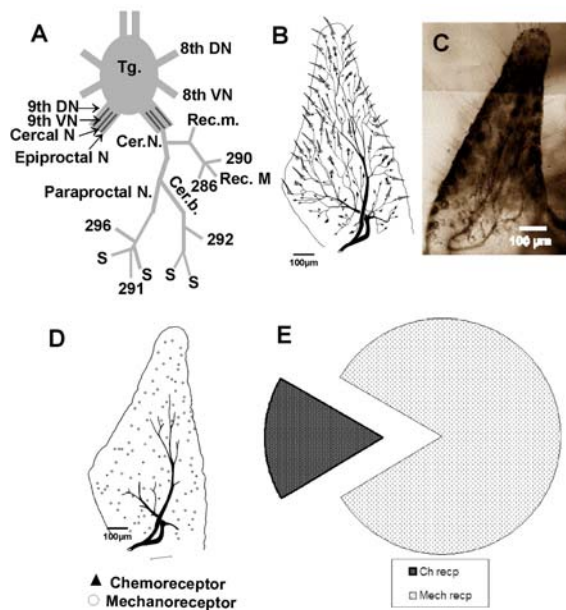 A
8th DN
Tg.
9th DN
8th VN
9th VN
Cercal N
Epiproctal N
Cer.N.
Rec.m.
290
286
Rec. M
Paraproctal N.
Cer.b.
296
292
S
S
291
S
S
B
100µm
C
100 µm
D
100µm
Chemoreceptor
Mechanoreceptor
E
Ch recp
Mech recp